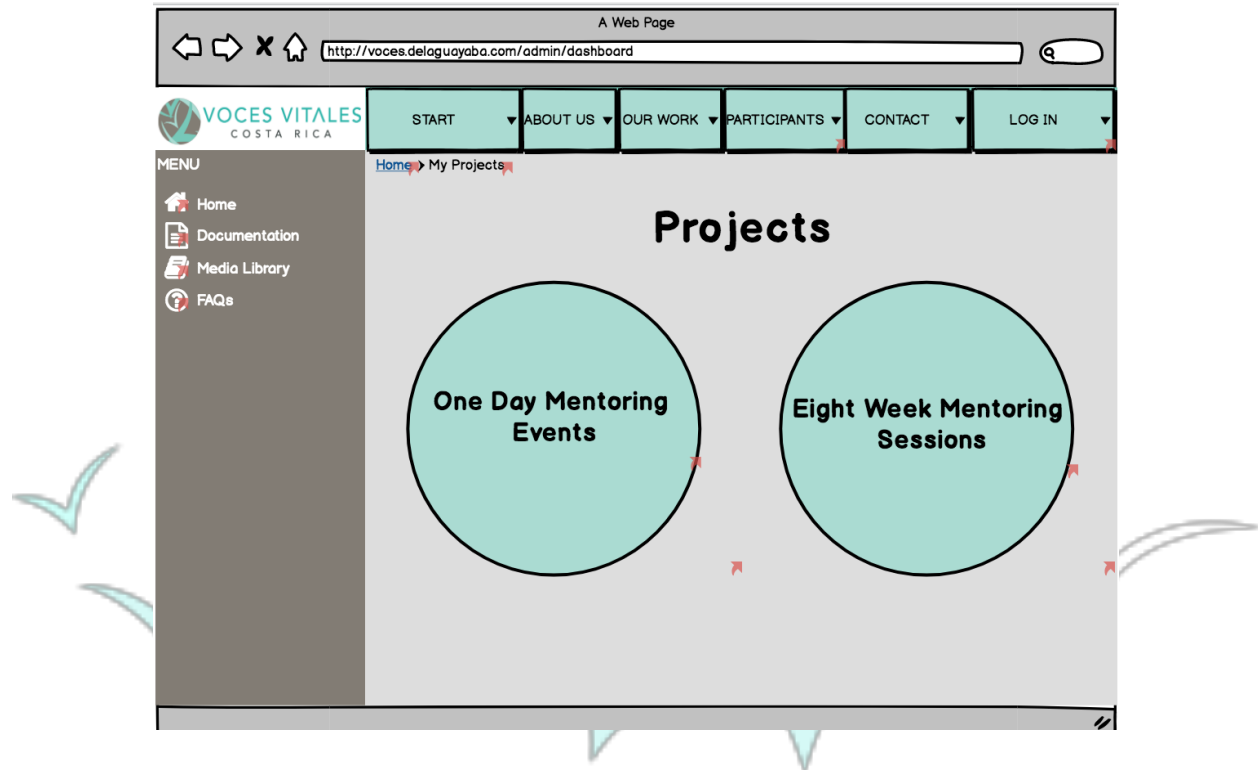 A Web Page
http://voces.delaguayaba.com/admin/dashboard
VOCES VITALES
COSTA RICA
START
ABOUT US
OUR WORK
PARTICIPANTS
CONTACT
LOG IN
MENU
Home
Documentation
Media Library
FAQs
Home > My Projects
Projects
One Day Mentoring
Events
Eight Week Mentoring
Sessions